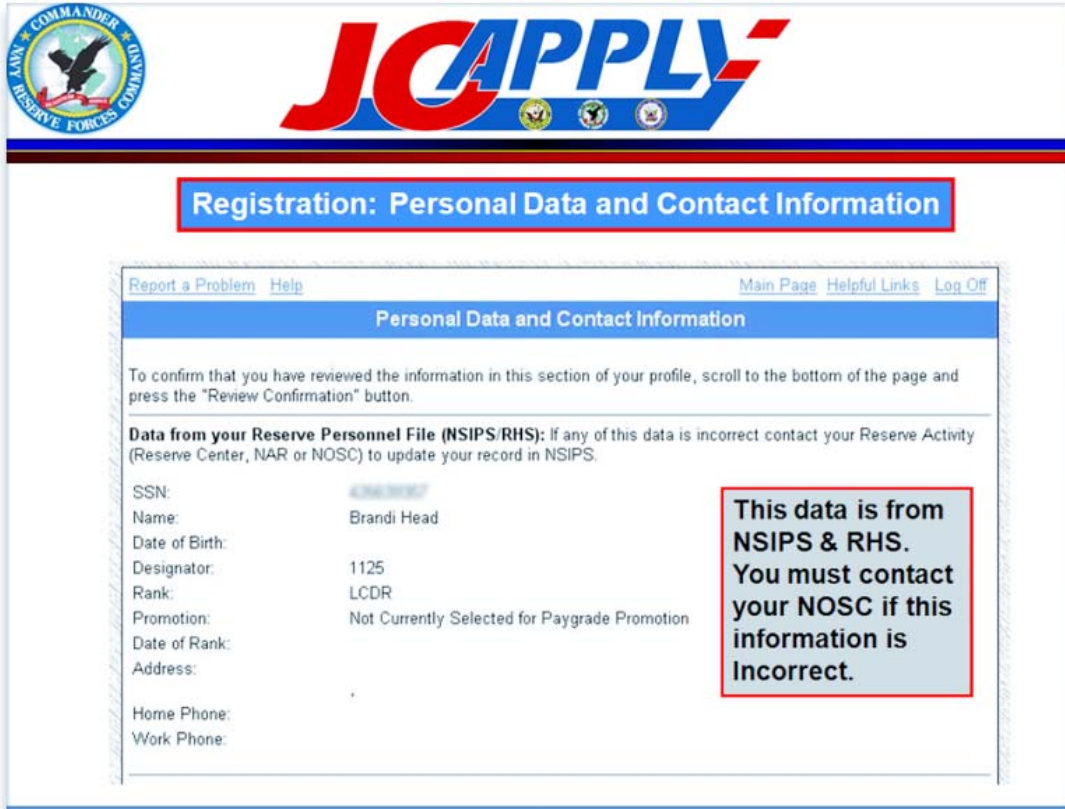 COMMANDER
NAVY RESERVE FORCES COMMAND
JOAPPLY
Registration: Personal Data and Contact Information
Report a Problem Help Main Page Helpful Links Log Off
Personal Data and Contact Information
To confirm that you have reviewed the information in this section of your profile, scroll to the bottom of the page and
press the "Review Confirmation" button.
Data from your Reserve Personnel File (NSIPS/RHS): If any of this data is incorrect contact your Reserve Activity
(Reserve Center, NAR or NOSC) to update your record in NSIPS.
SSN:
Name: Brandi Head
Date of Birth:
Designator: 1125
Rank: LCDR
Promotion: Not Currently Selected for Paygrade Promotion
Date of Rank:
Address:
,
Home Phone:
Work Phone:
This data is from
NSIPS & RHS.
You must contact
your NOSC if this
information is
Incorrect.